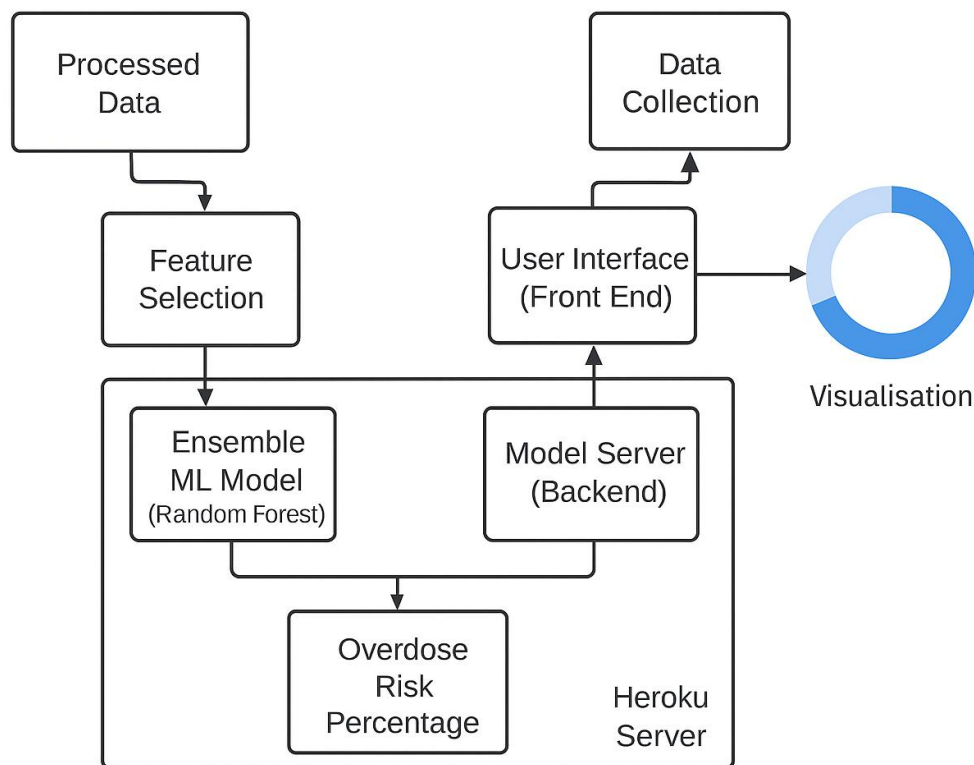 Processed
Data
Data
Collection
Feature
Selection
User Interface
(Front End)
Visualisation
Ensemble
ML Model
(Random Forest)
Model Server
(Backend)
Overdose
Risk
Percentage
Heroku
Server